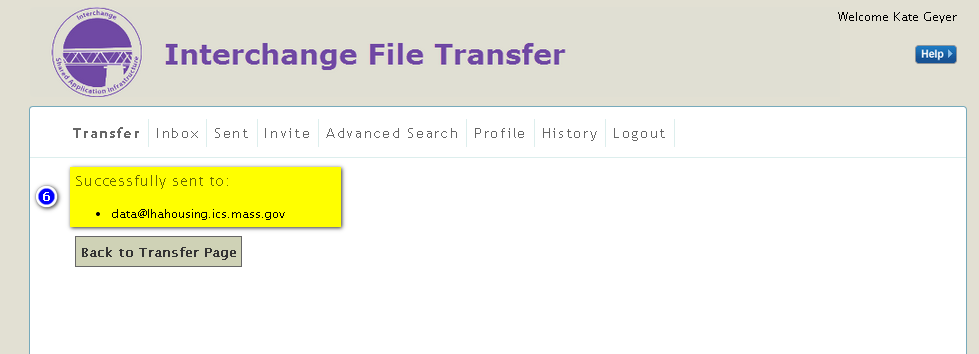 Welcome Kate Geyer
Interchange
Shared Application Infrastructure
Interchange File Transfer
Help
Transfer Inbox Sent Invite Advanced Search Profile History Logout
6
Successfully sent to:
• data@lhahousing.ics.mass.gov
Back to Transfer Page